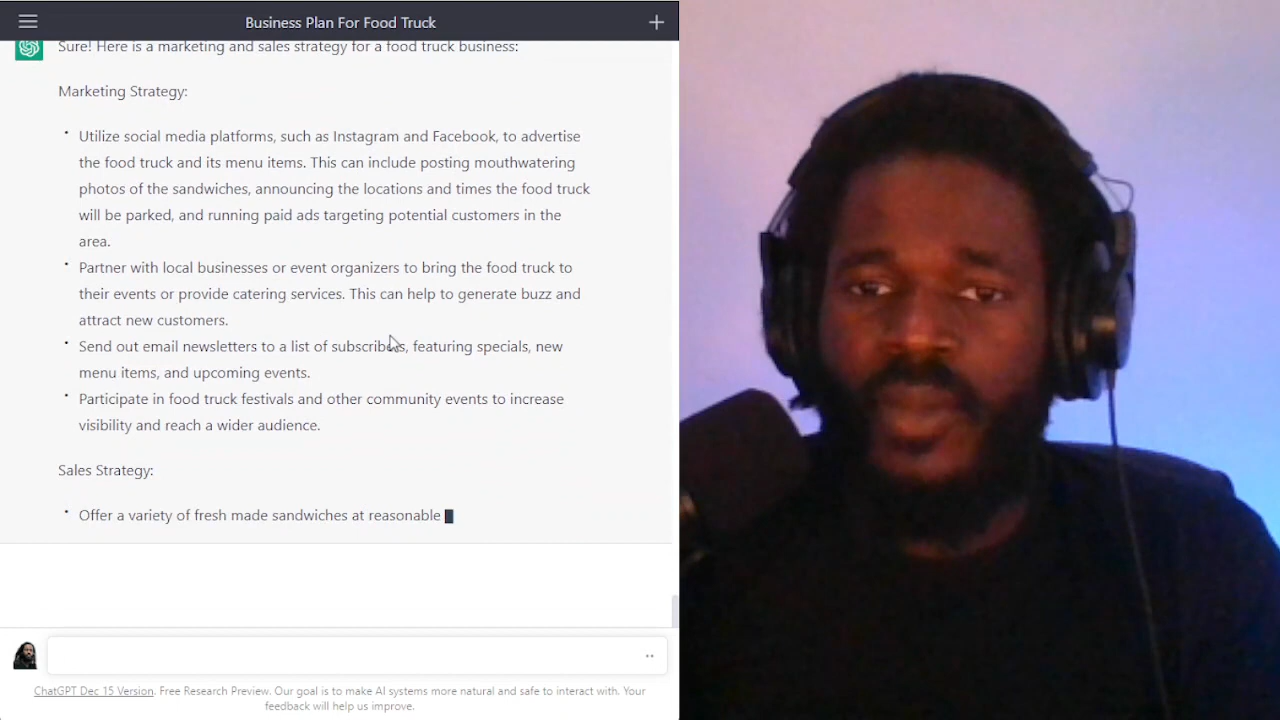 Business Plan For Food Truck
Sure! Here is a marketing and sales strategy for a food truck business:
Marketing Strategy:
• Utilize social media platforms, such as Instagram and Facebook, to advertise
the food truck and its menu items. This can include posting mouthwatering
photos of the sandwiches, announcing the locations and times the food truck
will be parked, and running paid ads targeting potential customers in the
area.
• Partner with local businesses or event organizers to bring the food truck to
their events or provide catering services. This can help to generate buzz and
attract new customers.
• Send out email newsletters to a list of subscribers, featuring specials, new
menu items, and upcoming events.
• Participate in food truck festivals and other community events to increase
visibility and reach a wider audience.
Sales Strategy:
• Offer a variety of fresh made sandwiches at reasonable
ChatGPT Dec 15 Version. Free Research Preview. Our goal is to make AI systems more natural and safe to interact with. Your
feedback will help us improve.